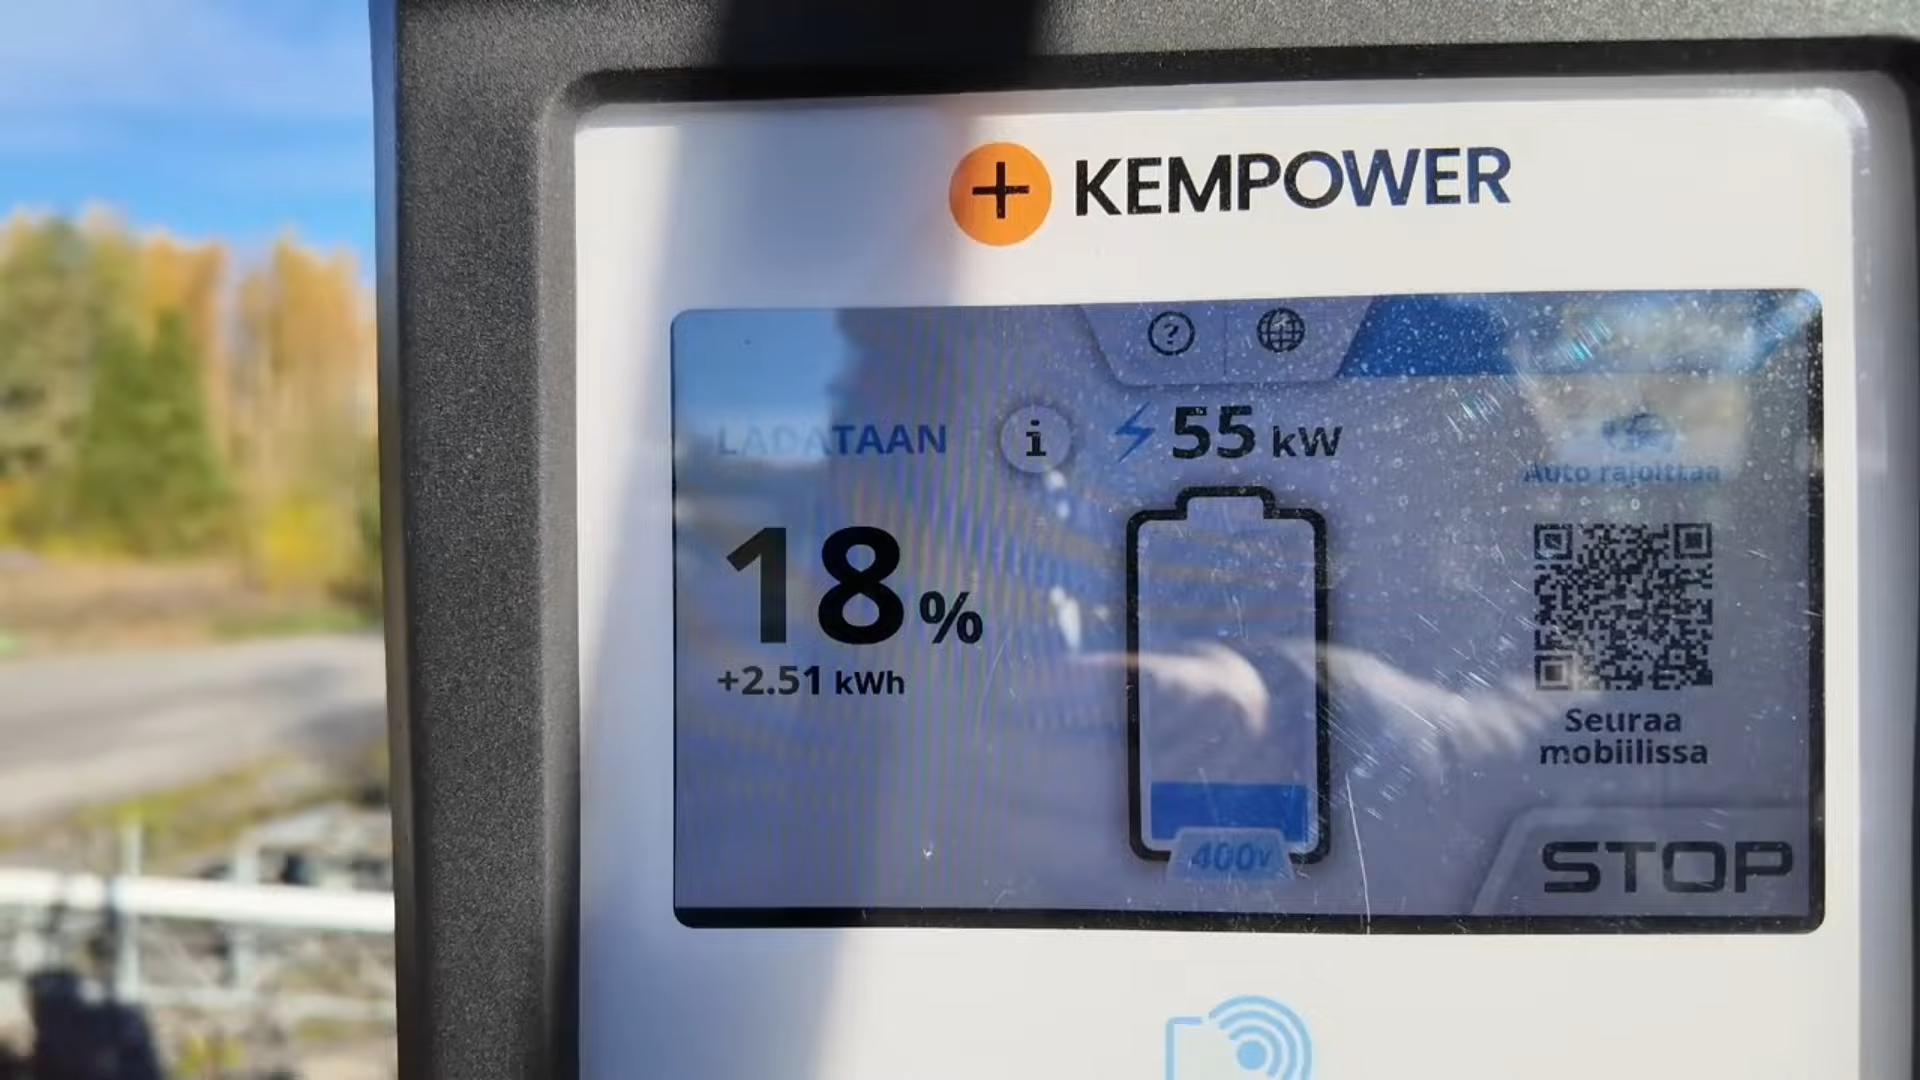 KEMPOWER
LADATAAN
i
55 kW
Auto rajoittaa
18 %
+2.51 kWh
Seuraa
mobiilissa
400V
STOP